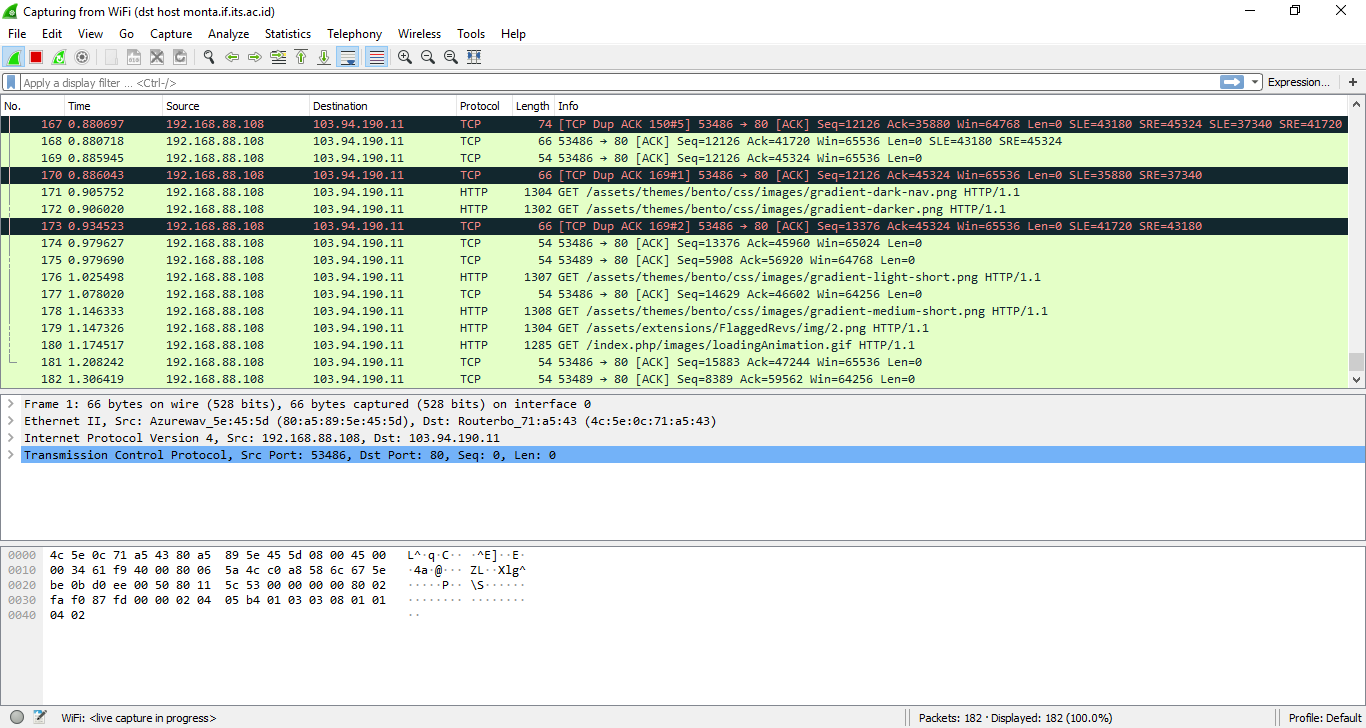 Capturing from WiFi (dst host monta.if.its.ac.id)
File Edit View Go Capture Analyze Statistics Telephony Wireless Tools Help
Apply a display filter ... <Ctrl-/> Expression... +
No. Time Source Destination Protocol Length Info
167 0.880697 192.168.88.108 103.94.190.11 TCP 74 [TCP Dup ACK 150#5] 53486 → 80 [ACK] Seq=12126 Ack=35880 Win=64768 Len=0 SLE=43180 SRE=45324 SLE=37340 SRE=41720
168 0.880718 192.168.88.108 103.94.190.11 TCP 66 53486 → 80 [ACK] Seq=12126 Ack=41720 Win=65536 Len=0 SLE=43180 SRE=45324
169 0.885945 192.168.88.108 103.94.190.11 TCP 54 53486 → 80 [ACK] Seq=12126 Ack=45324 Win=65536 Len=0
170 0.886043 192.168.88.108 103.94.190.11 TCP 66 [TCP Dup ACK 169#1] 53486 → 80 [ACK] Seq=12126 Ack=45324 Win=65536 Len=0 SLE=35880 SRE=37340
171 0.905752 192.168.88.108 103.94.190.11 HTTP 1304 GET /assets/themes/bento/css/images/gradient-dark-nav.png HTTP/1.1
172 0.906020 192.168.88.108 103.94.190.11 HTTP 1302 GET /assets/themes/bento/css/images/gradient-darker.png HTTP/1.1
173 0.934523 192.168.88.108 103.94.190.11 TCP 66 [TCP Dup ACK 169#2] 53486 → 80 [ACK] Seq=13376 Ack=45324 Win=65536 Len=0 SLE=41720 SRE=43180
174 0.979627 192.168.88.108 103.94.190.11 TCP 54 53486 → 80 [ACK] Seq=13376 Ack=45960 Win=65024 Len=0
175 0.979690 192.168.88.108 103.94.190.11 TCP 54 53489 → 80 [ACK] Seq=5908 Ack=56920 Win=64768 Len=0
176 1.025498 192.168.88.108 103.94.190.11 HTTP 1307 GET /assets/themes/bento/css/images/gradient-light-short.png HTTP/1.1
177 1.078020 192.168.88.108 103.94.190.11 TCP 54 53486 → 80 [ACK] Seq=14629 Ack=46602 Win=64256 Len=0
178 1.146333 192.168.88.108 103.94.190.11 HTTP 1308 GET /assets/themes/bento/css/images/gradient-medium-short.png HTTP/1.1
179 1.147326 192.168.88.108 103.94.190.11 HTTP 1304 GET /assets/extensions/FlaggedRevs/img/2.png HTTP/1.1
180 1.174517 192.168.88.108 103.94.190.11 HTTP 1285 GET /index.php/images/loadingAnimation.gif HTTP/1.1
181 1.208242 192.168.88.108 103.94.190.11 TCP 54 53486 → 80 [ACK] Seq=15883 Ack=47244 Win=65536 Len=0
182 1.306419 192.168.88.108 103.94.190.11 TCP 54 53489 → 80 [ACK] Seq=8389 Ack=59562 Win=64256 Len=0
Frame 1: 66 bytes on wire (528 bits), 66 bytes captured (528 bits) on interface 0
Ethernet II, Src: Azurewav_5e:45:5d (80:a5:89:5e:45:5d), Dst: Routerbo_71:a5:43 (4c:5e:0c:71:a5:43)
Internet Protocol Version 4, Src: 192.168.88.108, Dst: 103.94.190.11
Transmission Control Protocol, Src Port: 53486, Dst Port: 80, Seq: 0, Len: 0
0000 4c 5e 0c 71 a5 43 80 a5 89 5e 45 5d 08 00 45 00 L^·q·C·· ·^E]··E·
0010 00 34 61 f9 40 00 80 06 5a 4c c0 a8 58 6c 67 5e ·4a·@··· ZL··Xlg^
0020 be 0b d0 ee 00 50 80 11 5c 53 00 00 00 00 80 02 ·····P·· \S······
0030 fa f0 87 fd 00 00 02 04 05 b4 01 03 03 08 01 01 ········ ········
0040 04 02 ··
WiFi: <live capture in progress> Packets: 182 · Displayed: 182 (100.0%) Profile: Default